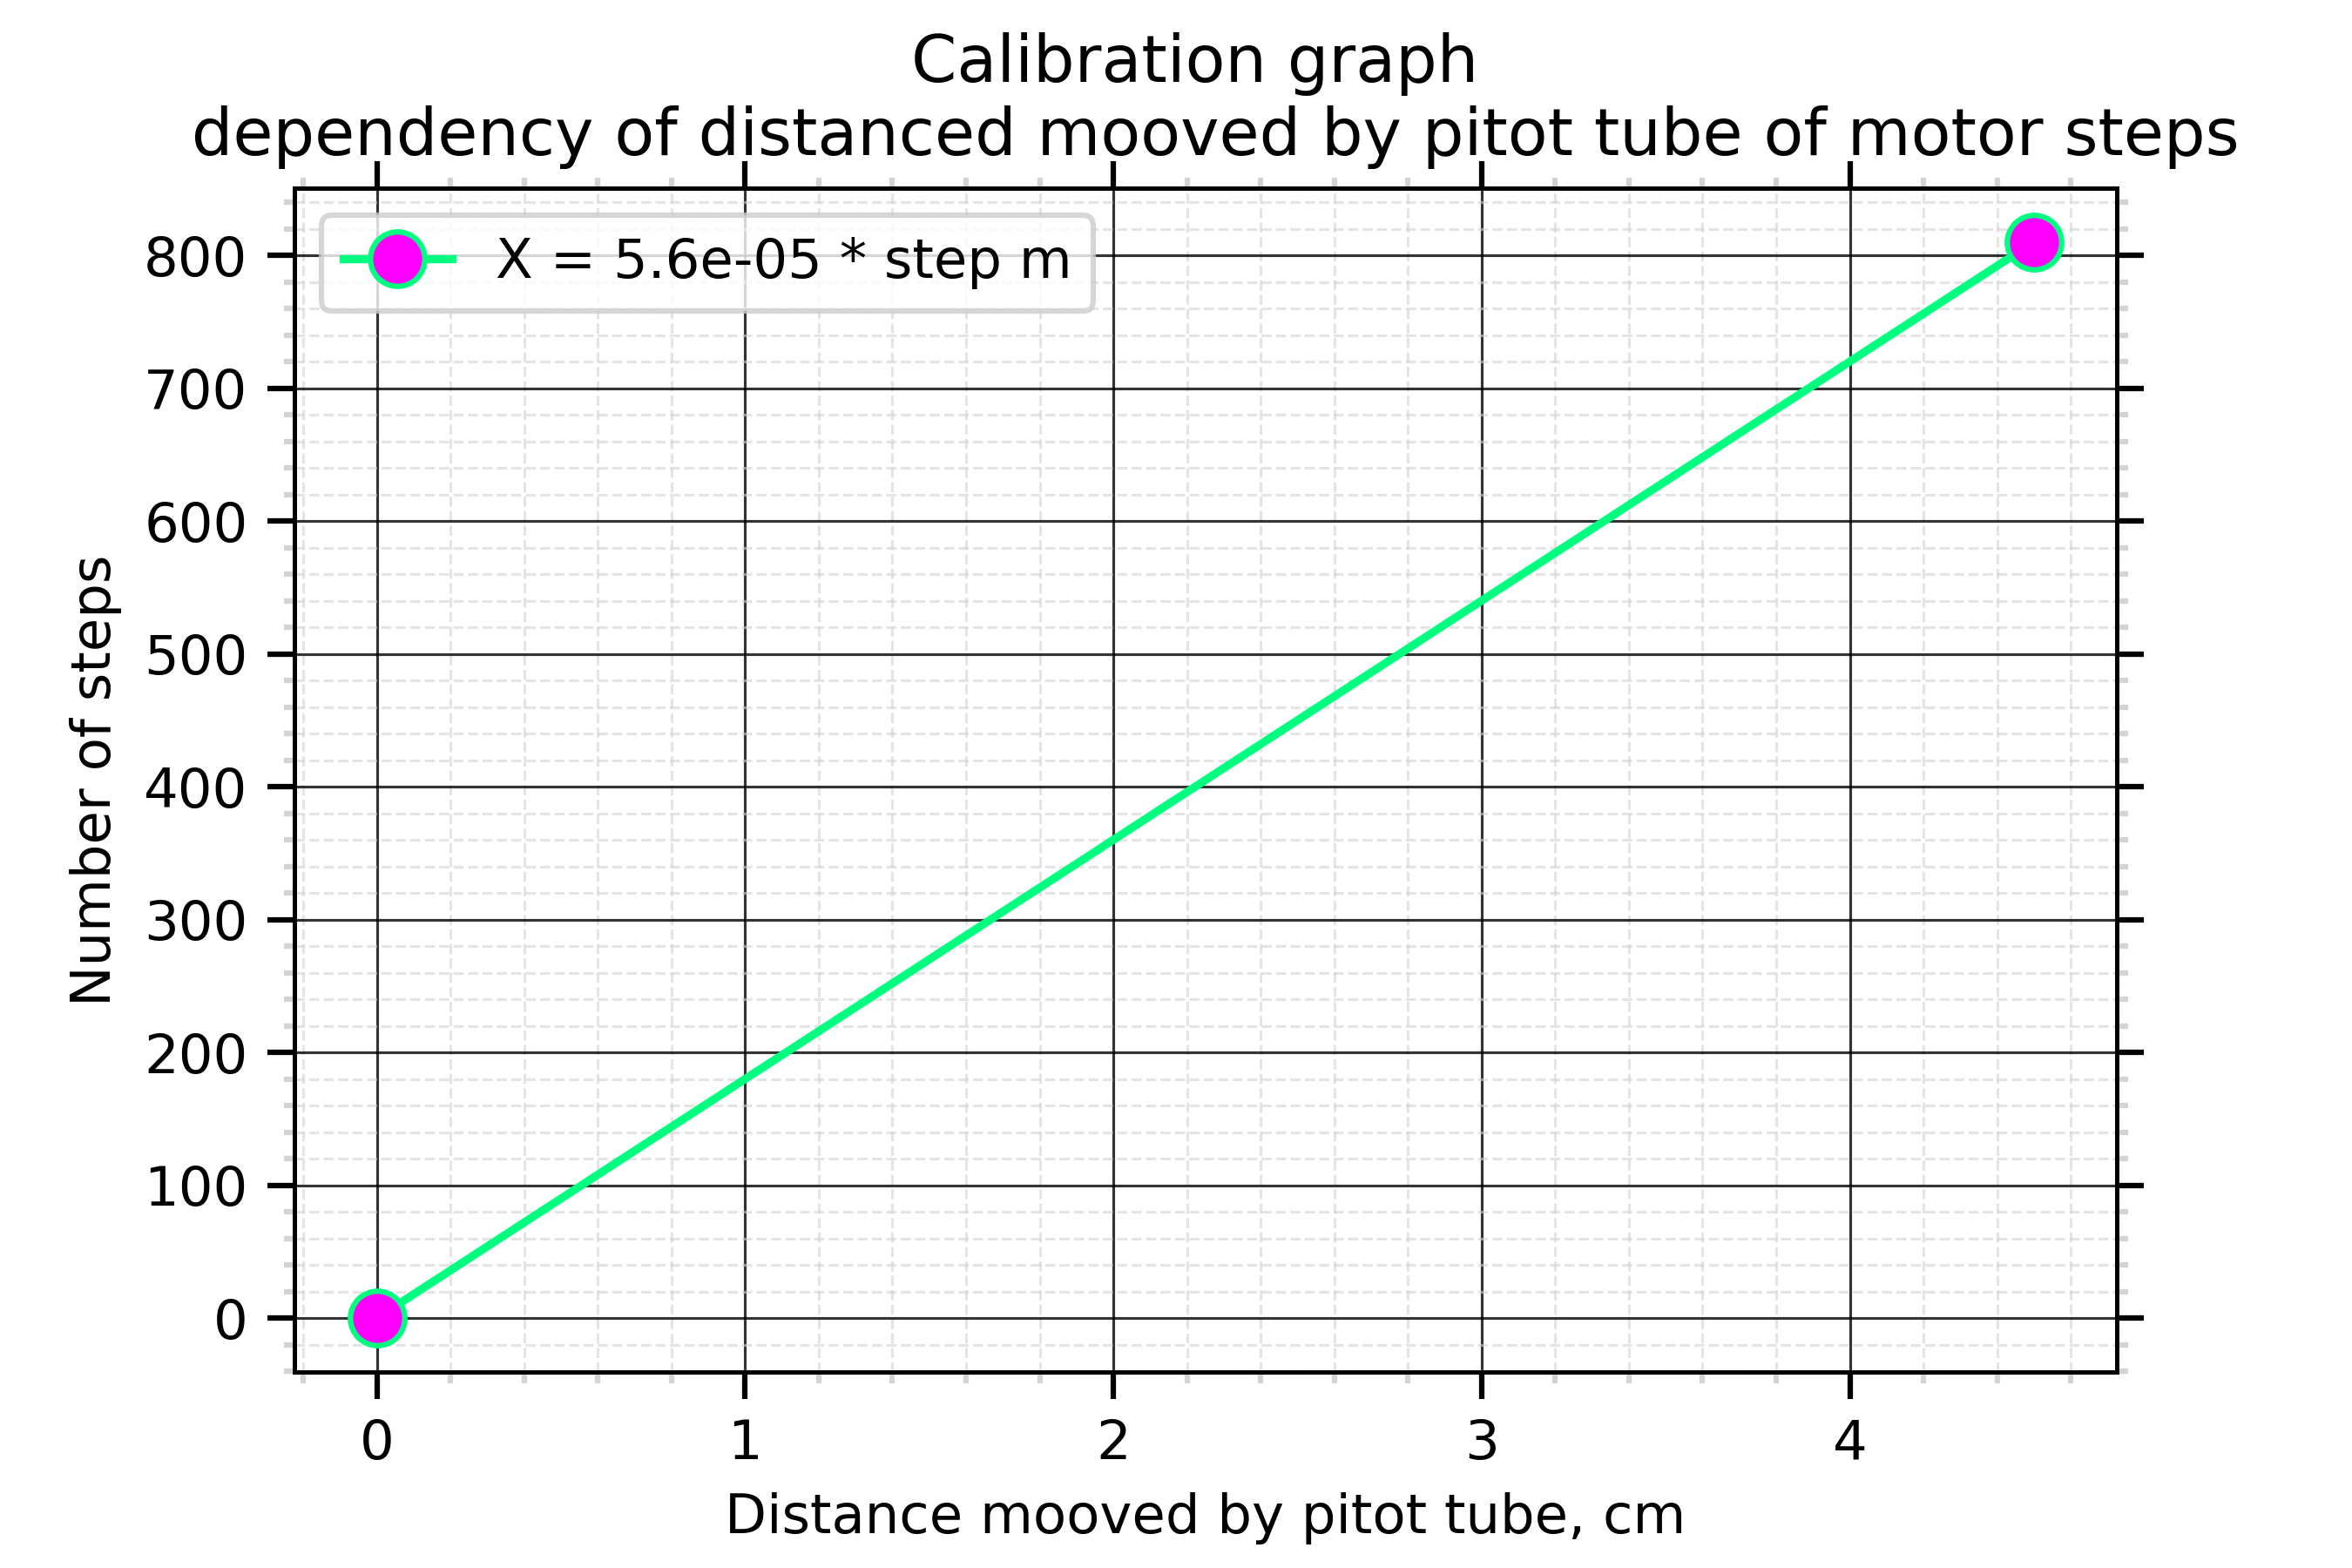 Calibration graph
dependency of distanced mooved by pitot tube of motor steps
X = 5.6e-05 * step m
800
700
600
500
400
300
200
100
0
Number of steps
0 1 2 3 4
Distance mooved by pitot tube, cm